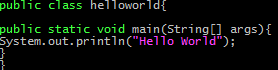 public class helloworld{
public static void main(String[] args){
System.out.println("Hello World");
}
}